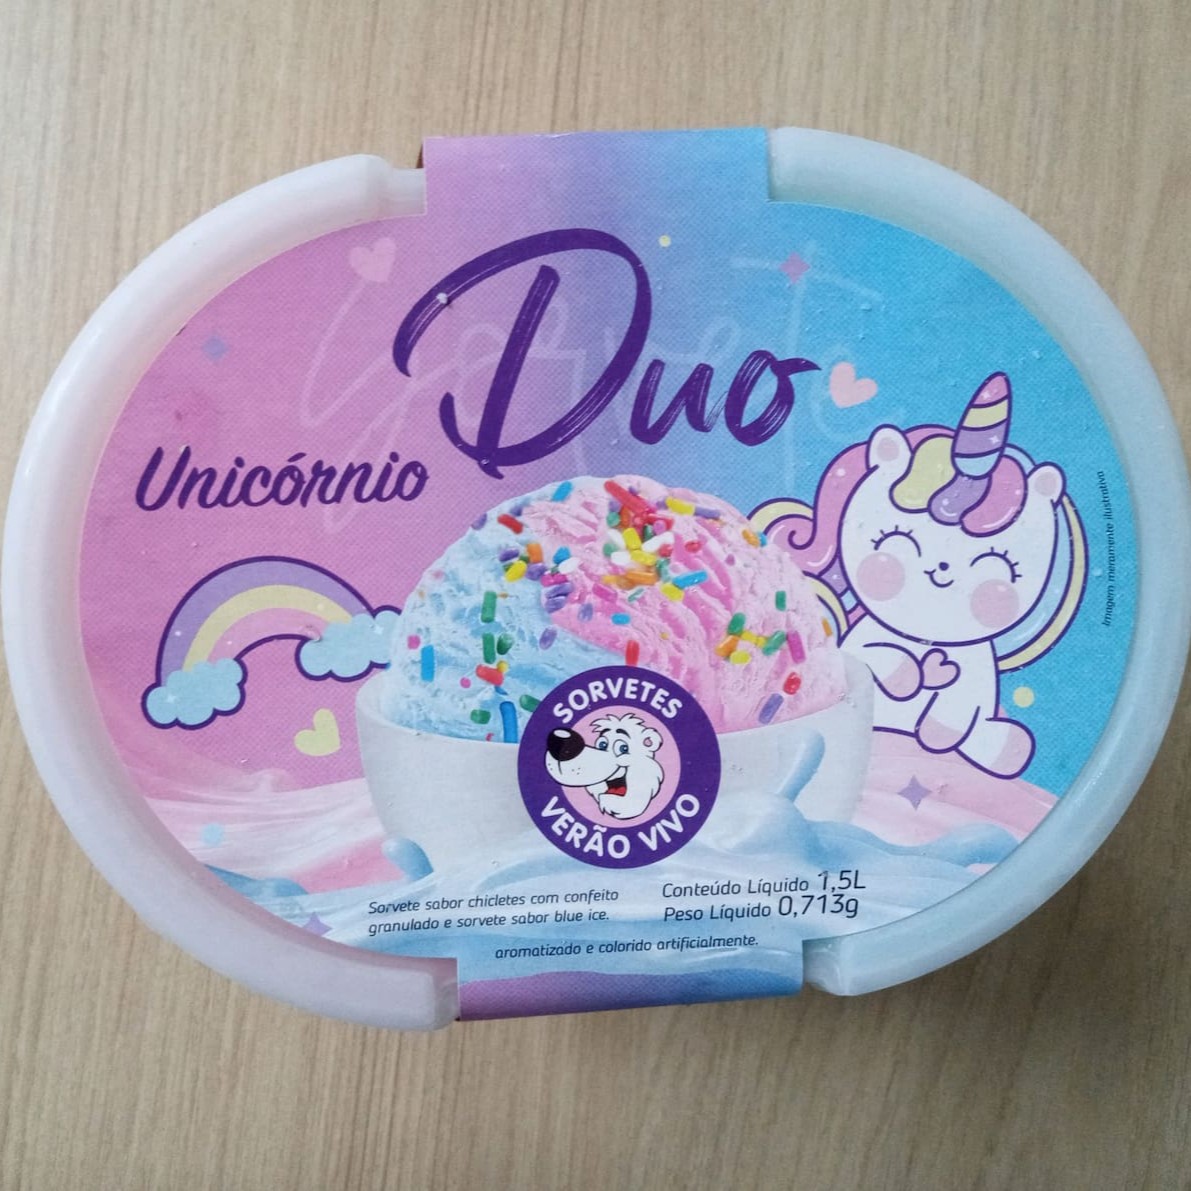 Sorvete
Duo
Unicórnio
Imagem meramente ilustrativa
SORVETES
VERÃO VIVO
Sorvete sabor chicletes com confeito
granulado e sorvete sabor blue ice.
Conteúdo Líquido 1,5L
Peso Líquido 0,713g
aromatizado e colorido artificialmente.